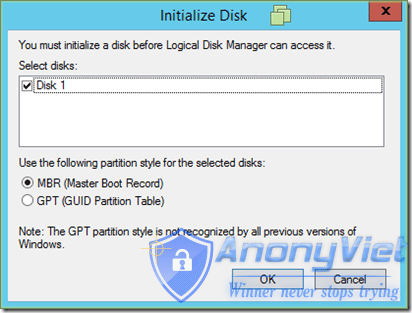 Initialize Disk
x
You must initialize a disk before Logical Disk Manager can access it.
Select disks:
Disk 1
Use the following partition style for the selected disks:
MBR (Master Boot Record)
GPT (GUID Partition Table)
Note: The GPT partition style is not recognized by all previous versions of
Windows.
AnonyViet
OK Cancel
Winner never stops trying